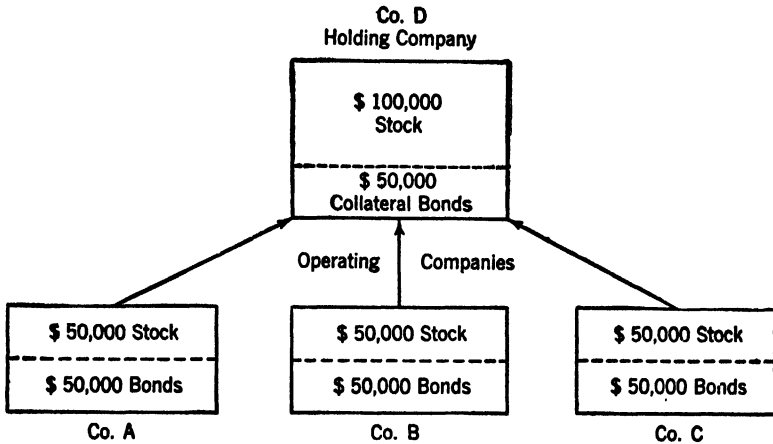 Co. D
Holding Company
$ 100,000
Stock
$ 50,000
Collateral Bonds
Operating Companies
$ 50,000 Stock
$ 50,000 Bonds
Co. A
$ 50,000 Stock
$ 50,000 Bonds
Co. B
$ 50,000 Stock
$ 50,000 Bonds
Co. C